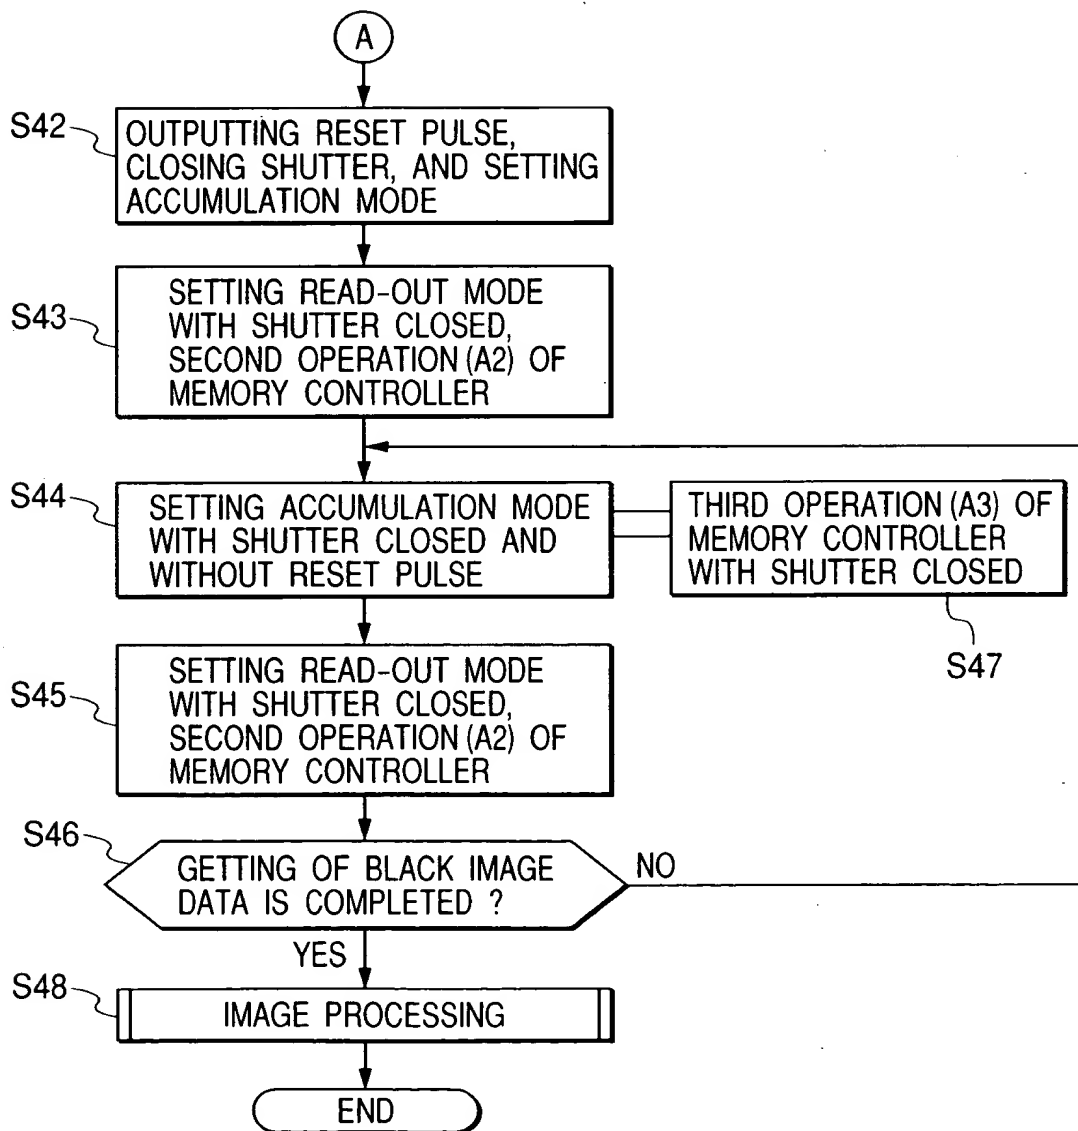 A
S42
OUTPUTTING RESET PULSE,
CLOSING SHUTTER, AND SETTING
ACCUMULATION MODE
S43
SETTING READ-OUT MODE
WITH SHUTTER CLOSED,
SECOND OPERATION (A2) OF
MEMORY CONTROLLER
S44
SETTING ACCUMULATION MODE
WITH SHUTTER CLOSED AND
WITHOUT RESET PULSE
THIRD OPERATION (A3) OF
MEMORY CONTROLLER
WITH SHUTTER CLOSED
S47
S45
SETTING READ-OUT MODE
WITH SHUTTER CLOSED,
SECOND OPERATION (A2) OF
MEMORY CONTROLLER
S46
GETTING OF BLACK IMAGE
DATA IS COMPLETED ?
NO
YES
S48
IMAGE PROCESSING
END